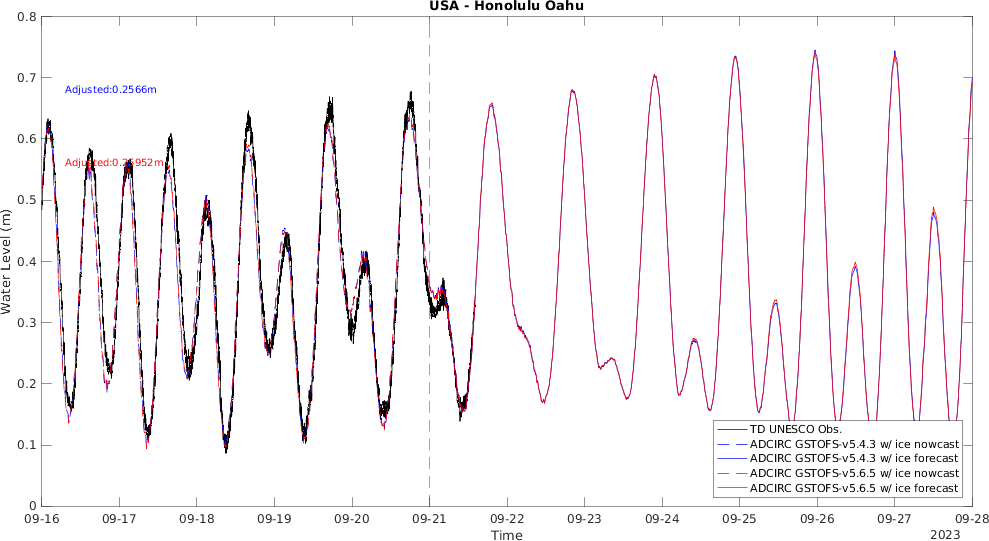 USA - Honolulu Oahu
0.8
0.7
0.6
0.5
0.4
0.3
0.2
0.1
0
Water Level (m)
Adjusted:0.2566m
Adjusted:0.25952m
09-16 09-17 09-18 09-19 09-20 09-21 09-22 09-23 09-24 09-25 09-26 09-27 09-28
Time
2023
TD UNESCO Obs.
ADCIRC GSTOFS-v5.4.3 w/ ice nowcast
ADCIRC GSTOFS-v5.4.3 w/ ice forecast
ADCIRC GSTOFS-v5.6.5 w/ ice nowcast
ADCIRC GSTOFS-v5.6.5 w/ ice forecast